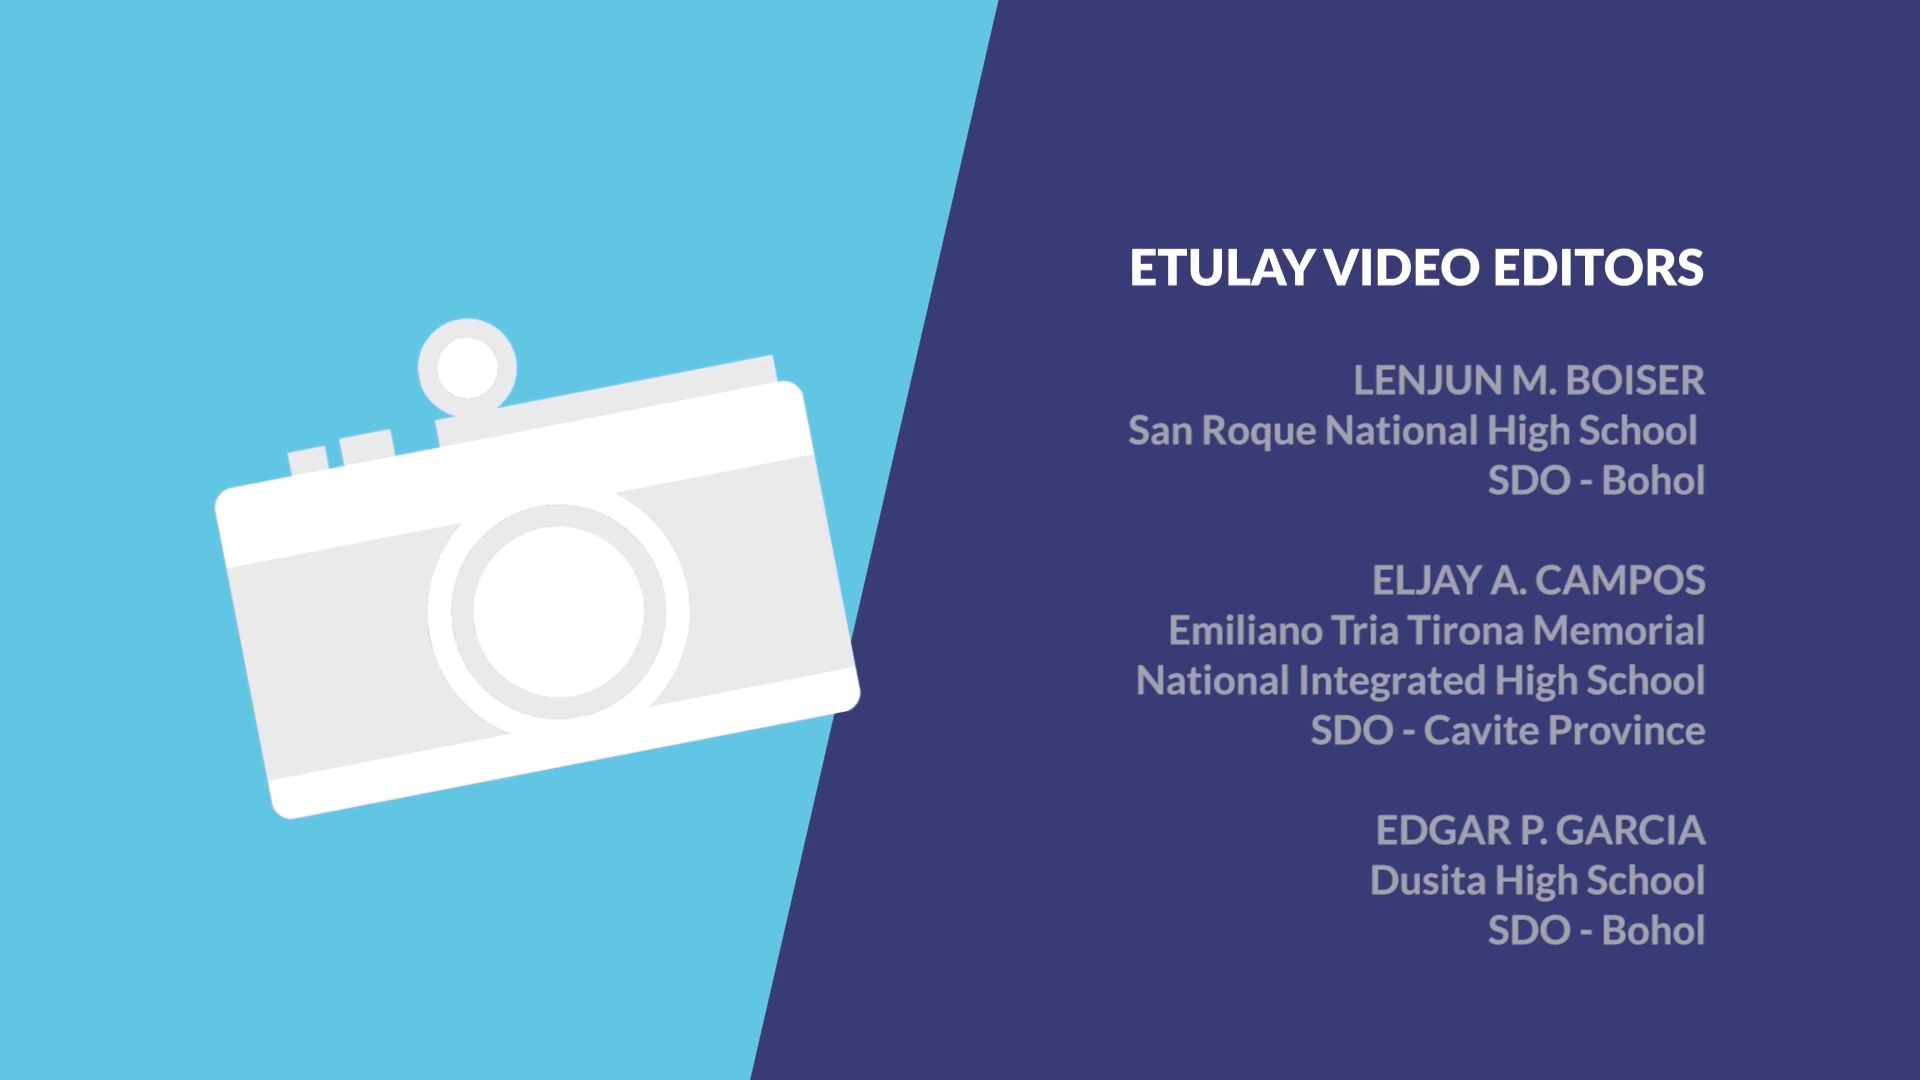 ETULAY VIDEO EDITORS
LENJUN M. BOISER
San Roque National High School
SDO - Bohol
ELJAY A. CAMPOS
Emiliano Tria Tirona Memorial
National Integrated High School
SDO - Cavite Province
EDGAR P. GARCIA
Dusita High School
SDO - Bohol